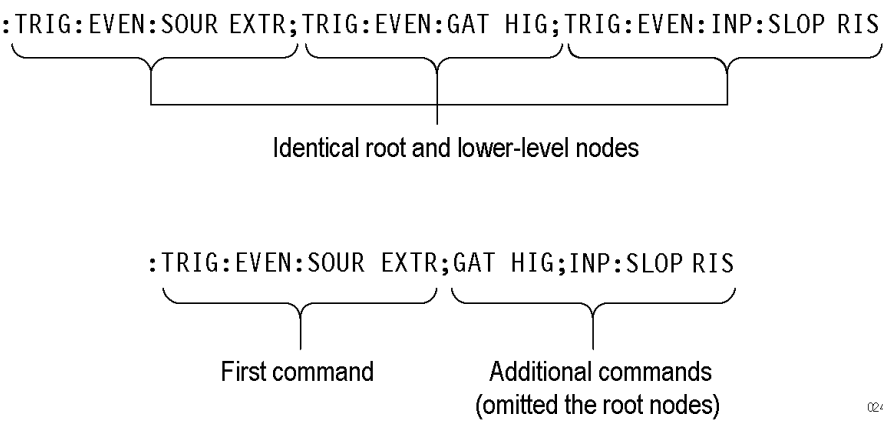 :TRIG:EVEN:SOUR EXTR;TRIG:EVEN:GAT HIG;TRIG:EVEN:INP:SLOP RIS
Identical root and lower-level nodes
:TRIG:EVEN:SOUR EXTR;GAT HIG;INP:SLOP RIS
First command
Additional commands
(omitted the root nodes)
024